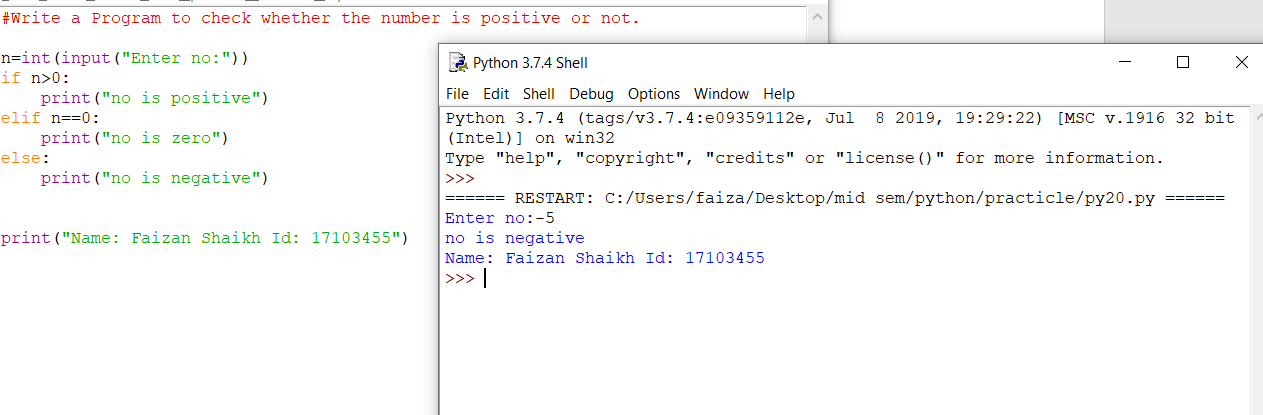 #Write a Program to check whether the number is positive or not.
n=int(input("Enter no:"))
if n>0:
    print("no is positive")
elif n==0:
    print("no is zero")
else:
    print("no is negative")
print("Name: Faizan Shaikh Id: 17103455")
Python 3.7.4 Shell
File Edit Shell Debug Options Window Help
Python 3.7.4 (tags/v3.7.4:e09359112e, Jul  8 2019, 19:29:22) [MSC v.1916 32 bit
(Intel)] on win32
Type "help", "copyright", "credits" or "license()" for more information.
>>>
====== RESTART: C:/Users/faiza/Desktop/mid sem/python/practicle/py20.py ======
Enter no:-5
no is negative
Name: Faizan Shaikh Id: 17103455
>>>